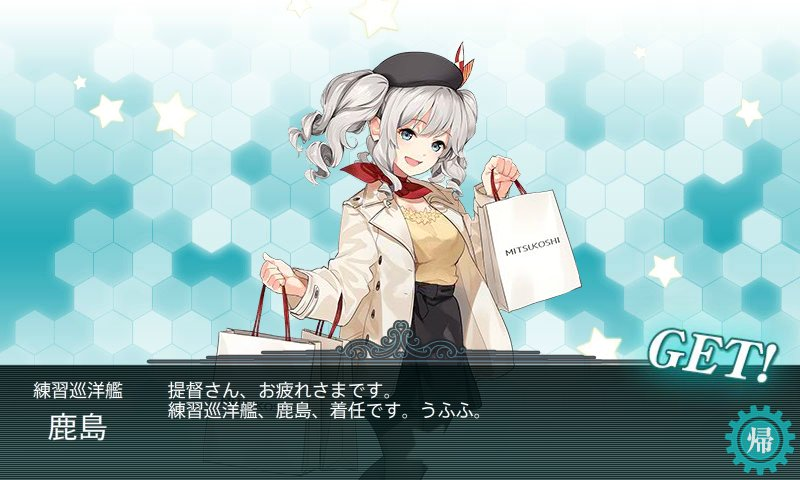 MITSUKOSHI
GET!
練習巡洋艦
鹿島
提督さん、お疲れさまです。
練習巡洋艦、鹿島、着任です。うふふ。
帰